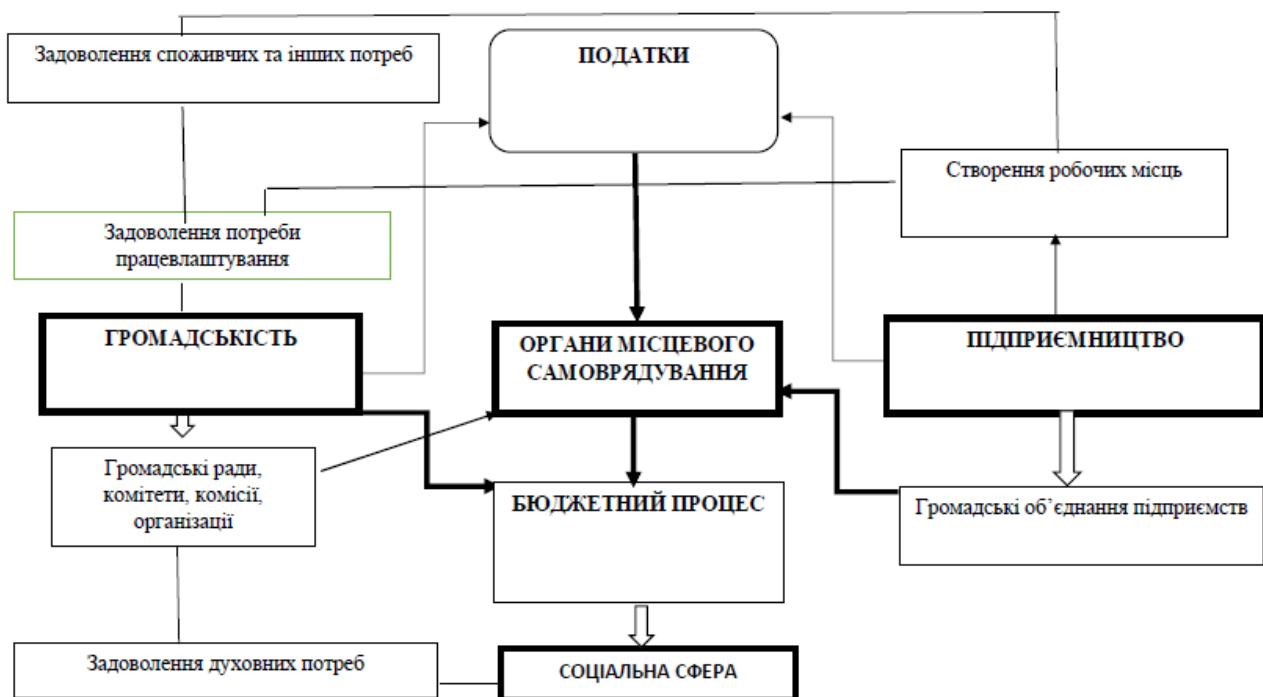 Задоволення споживчих та інших потреб
ПОДАТКИ
Створення робочих місць
Задоволення потреби
працевлаштування
ГРОМАДСЬКІСТЬ
ОРГАНИ МІСЦЕВОГО
САМОВРЯДУВАННЯ
ПІДПРИЄМНИЦТВО
Громадські ради,
комітети, комісії,
організації
БЮДЖЕТНИЙ ПРОЦЕС
Громадські об’єднання підприємств
Задоволення духовних потреб
СОЦІАЛЬНА СФЕРА